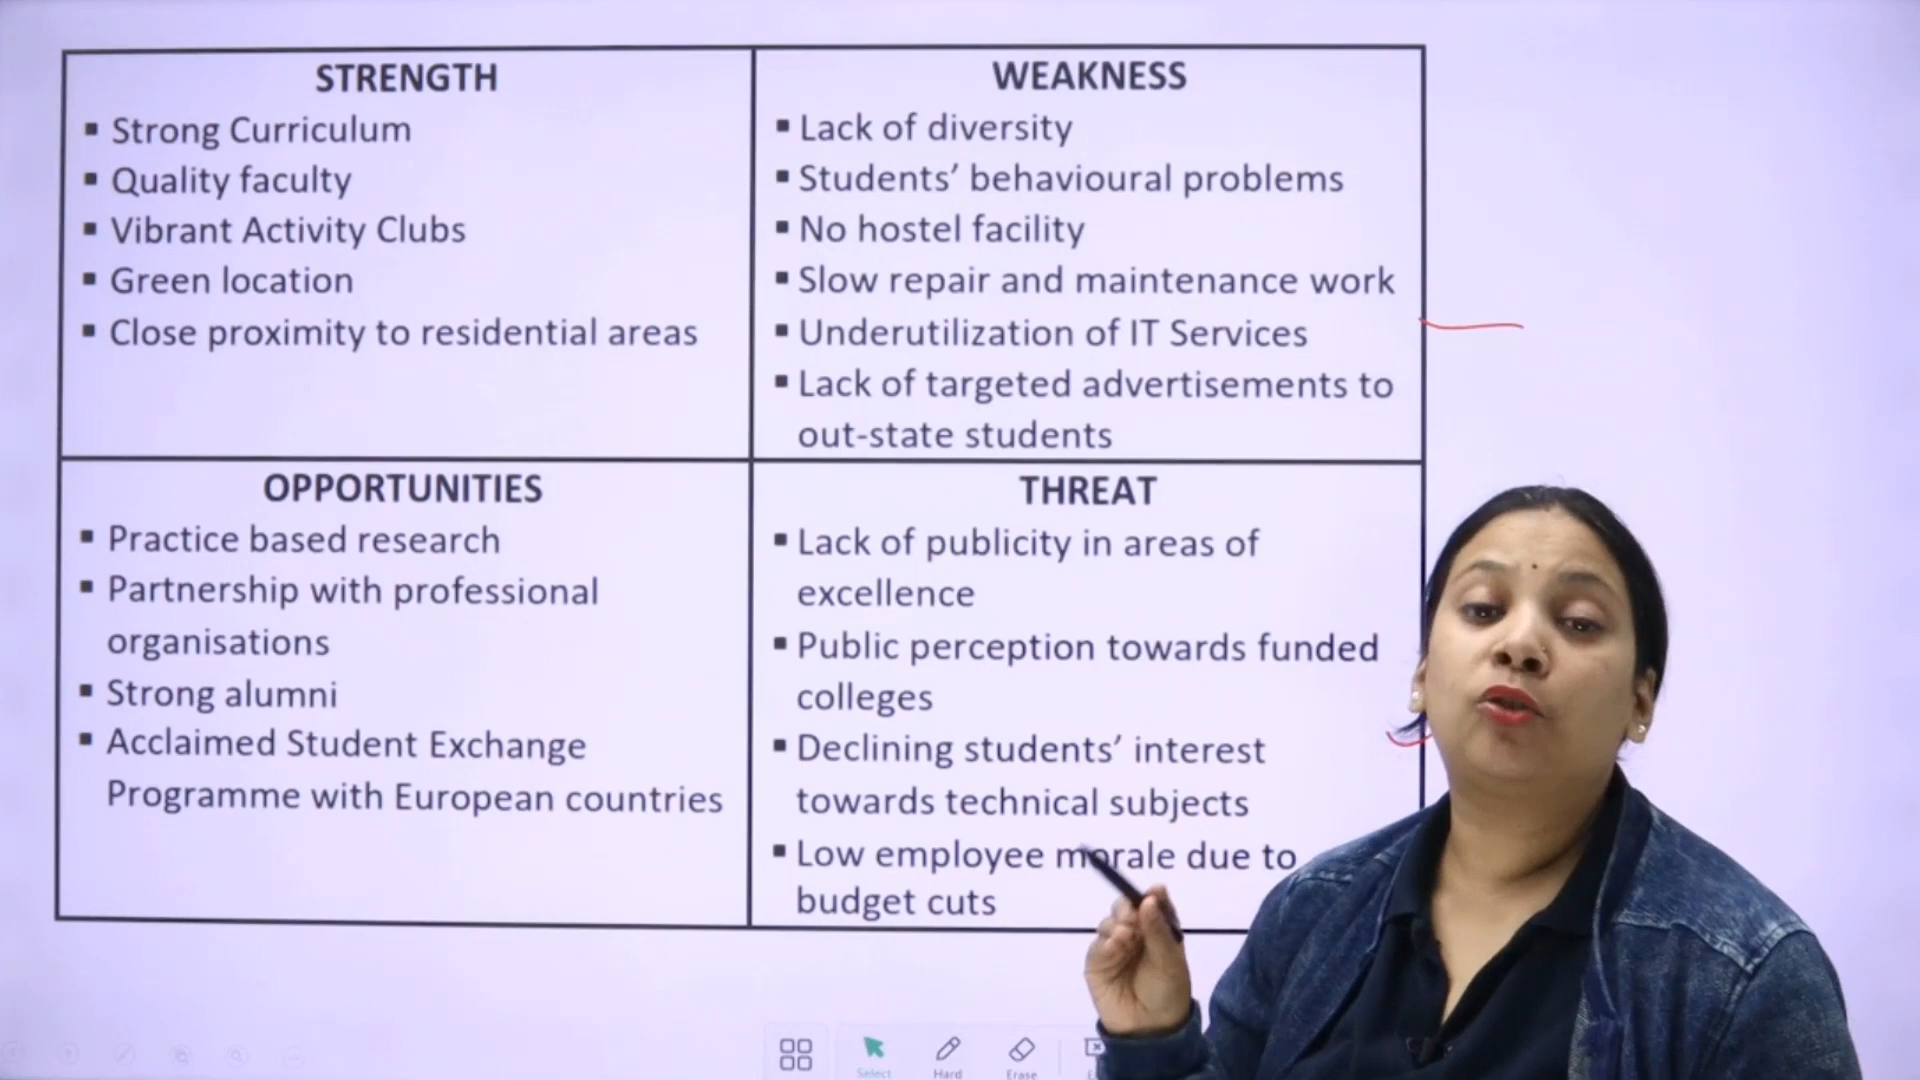 STRENGTH
▪ Strong Curriculum
▪ Quality faculty
▪ Vibrant Activity Clubs
▪ Green location
▪ Close proximity to residential areas
WEAKNESS
▪ Lack of diversity
▪ Students’ behavioural problems
▪ No hostel facility
▪ Slow repair and maintenance work
▪ Underutilization of IT Services
▪ Lack of targeted advertisements to
out-state students
OPPORTUNITIES
▪ Practice based research
▪ Partnership with professional
organisations
▪ Strong alumni
▪ Acclaimed Student Exchange
Programme with European countries
THREAT
▪ Lack of publicity in areas of
excellence
▪ Public perception towards funded
colleges
▪ Declining students’ interest
towards technical subjects
▪ Low employee morale due to
budget cuts
Select
Hard
Erase